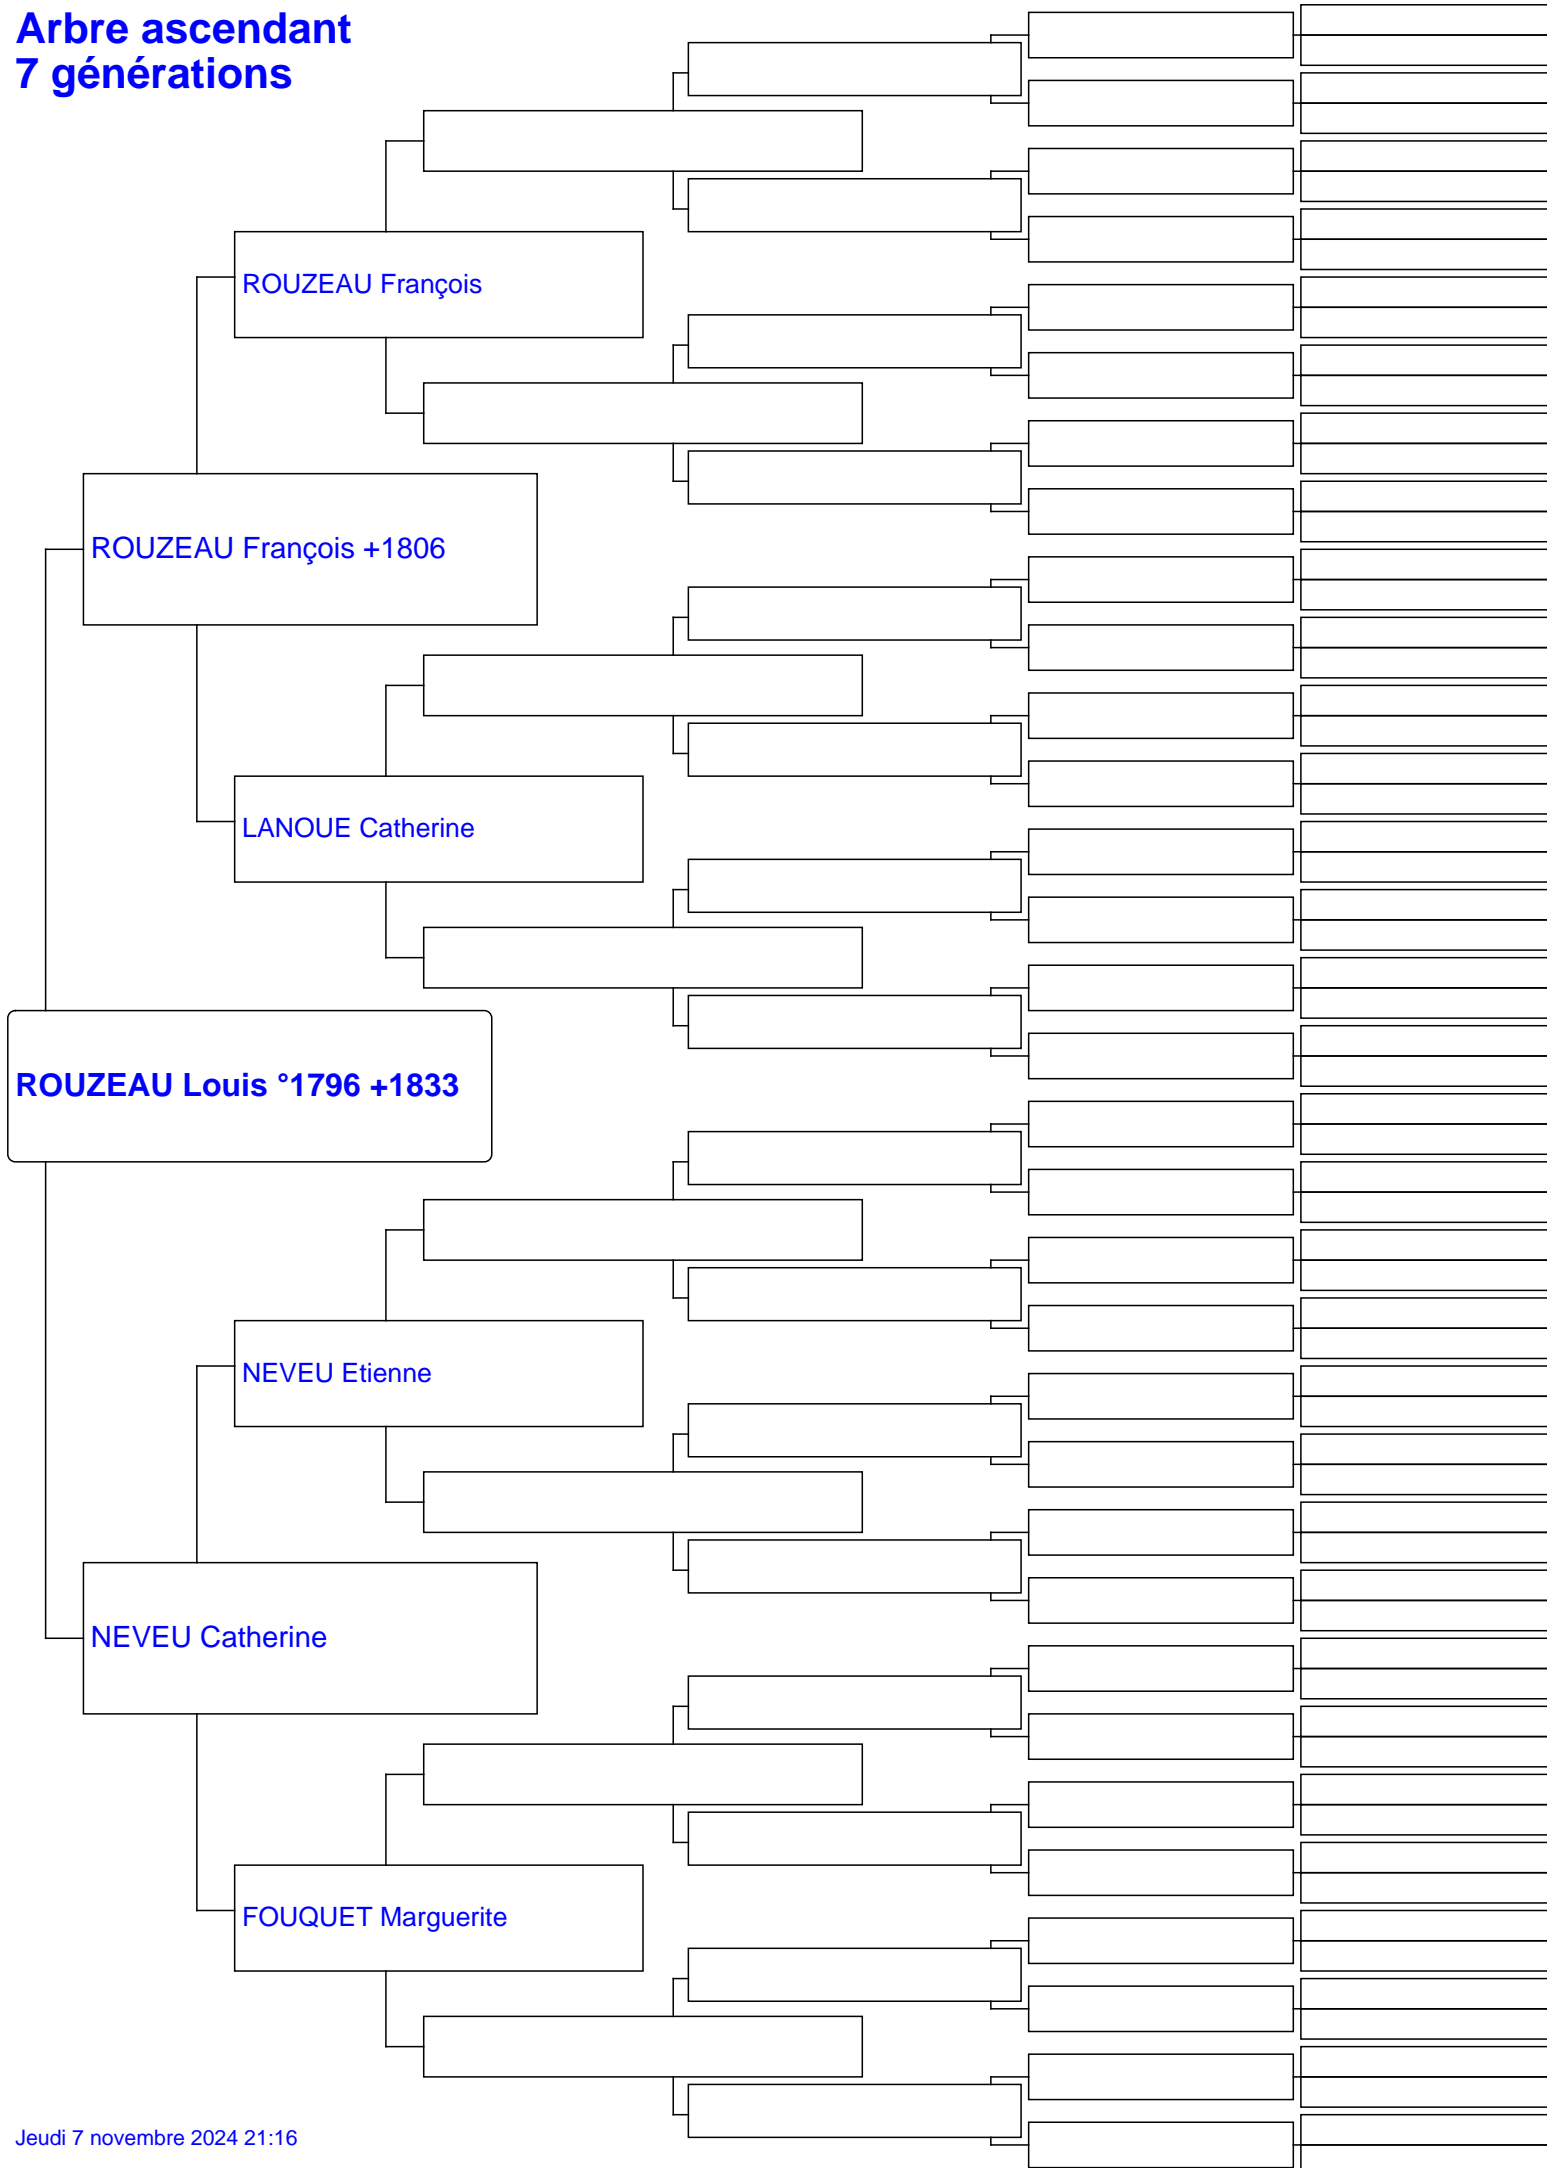 Arbre ascendant
7 générations
ROUZEAU François
ROUZEAU François +1806
LANOUE Catherine
ROUZEAU Louis °1796 +1833
NEVEU Etienne
NEVEU Catherine
FOUQUET Marguerite
Jeudi 7 novembre 2024 21:16